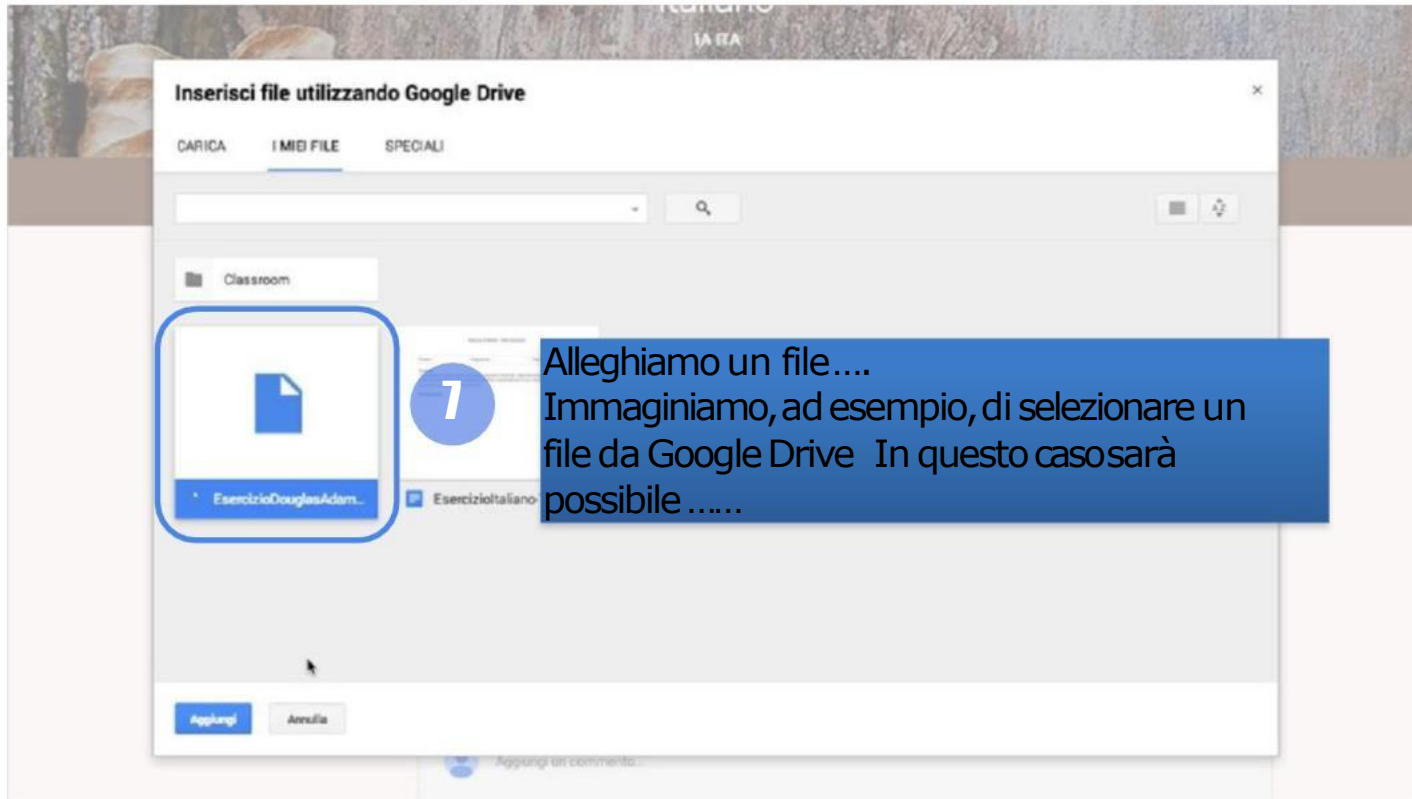 Italiano
1A ITA
Inserisci file utilizzando Google Drive
×
CARICA I MIEI FILE SPECIALI
Classroom
7
Alleghiamo un file....
Immaginiamo, ad esempio, di selezionare un
file da Google Drive In questo caso sarà
possibile ......
EsercizioDouglasAdam...
EsercizioItaliano
Aggiungi Annulla
Aggiungi un commento...